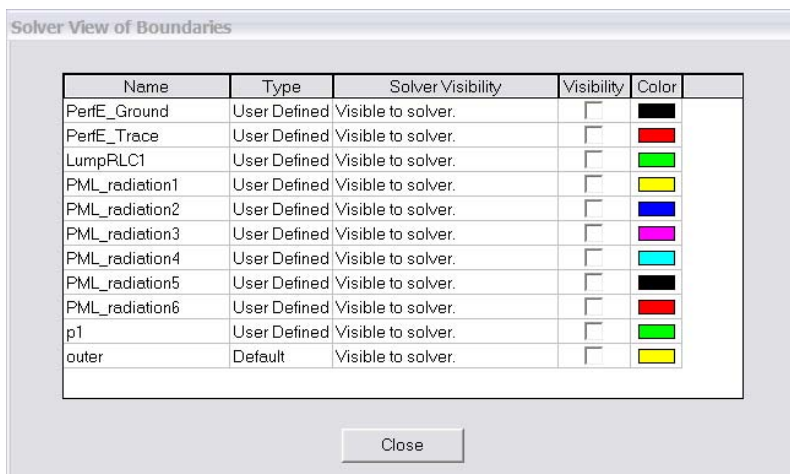 Solver View of Boundaries
Name Type Solver Visibility Visibility Color
PerfE_Ground User Defined Visible to solver.
PerfE_Trace User Defined Visible to solver.
LumpRLC1 User Defined Visible to solver.
PML_radiation1 User Defined Visible to solver.
PML_radiation2 User Defined Visible to solver.
PML_radiation3 User Defined Visible to solver.
PML_radiation4 User Defined Visible to solver.
PML_radiation5 User Defined Visible to solver.
PML_radiation6 User Defined Visible to solver.
p1 User Defined Visible to solver.
outer Default Visible to solver.
Close